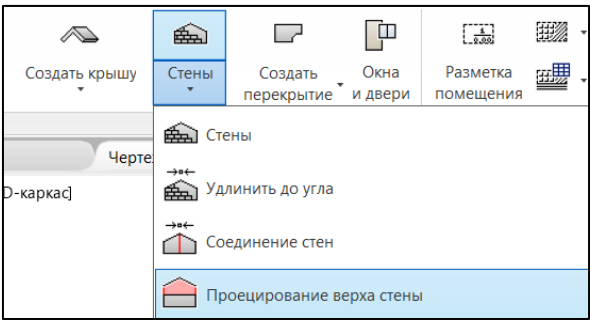 Создать крышу
Стены
Создать
перекрытие
Окна
и двери
Разметка
помещения
Стены
Черте
Удлинить до угла
D-каркас]
Соединение стен
Проецирование верха стены